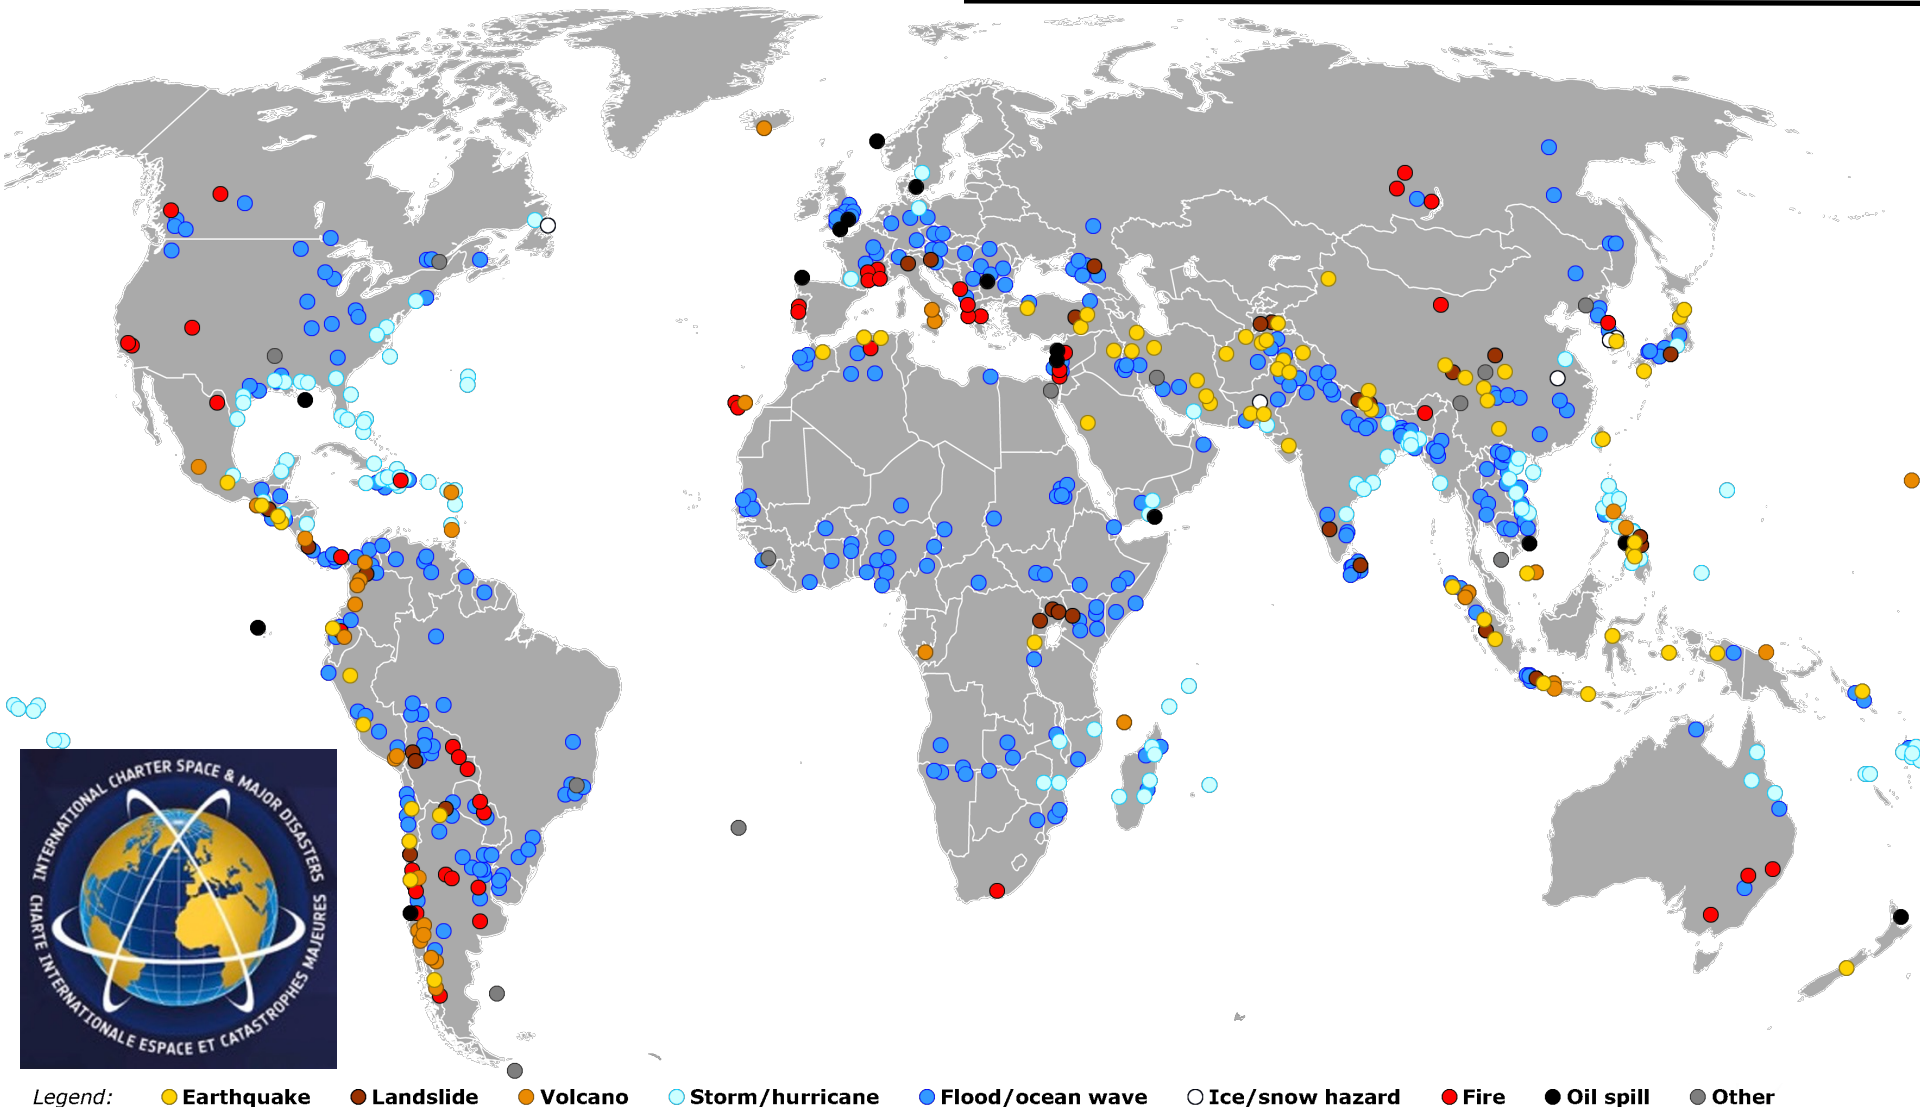 INTERNATIONAL CHARTER SPACE & MAJOR DISASTERS
CHARTE INTERNATIONALE ESPACE ET CATASTROPHES MAJEURES
Legend: Earthquake Landslide Volcano Storm/hurricane Flood/ocean wave Ice/snow hazard Fire Oil spill Other